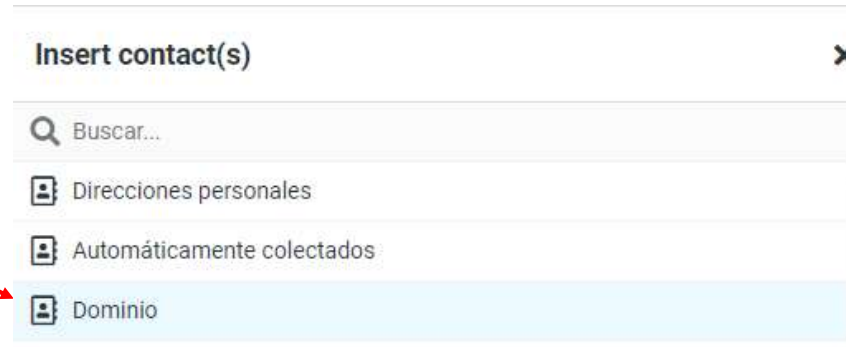 Insert contact(s)
Buscar...
Direcciones personales
Automáticamente colectados
Dominio